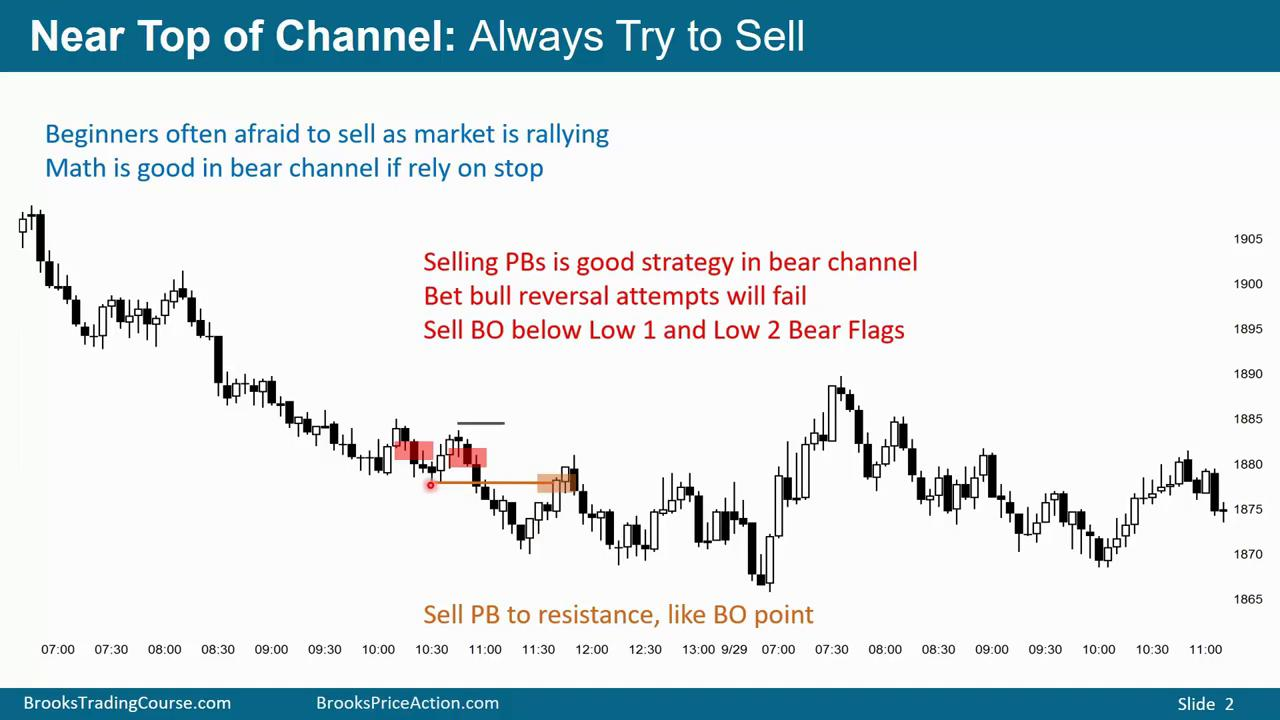 Near Top of Channel: Always Try to Sell
Beginners often afraid to sell as market is rallying
Math is good in bear channel if rely on stop
Selling PBs is good strategy in bear channel
Bet bull reversal attempts will fail
Sell BO below Low 1 and Low 2 Bear Flags
1905
1900
1895
1890
1885
1880
1875
1870
1865
Sell PB to resistance, like BO point
07:00 07:30 08:00 08:30 09:00 09:30 10:00 10:30 11:00 11:30 12:00 12:30 13:00 9/29 07:00 07:30 08:00 08:30 09:00 09:30 10:00 10:30 11:00
BrooksTradingCourse.com BrooksPriceAction.com Slide 2